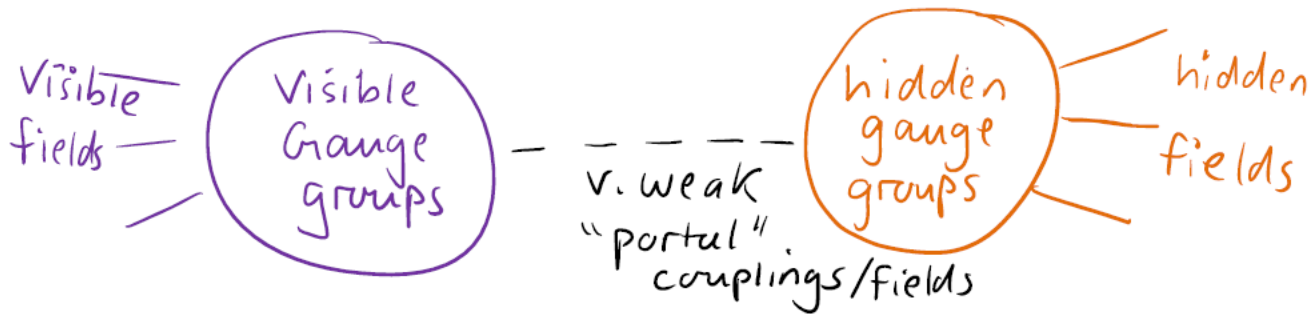 Visible
fields
Visible
Gauge
groups
v. weak
"portal"
couplings/fields
hidden
gauge
groups
hidden
fields